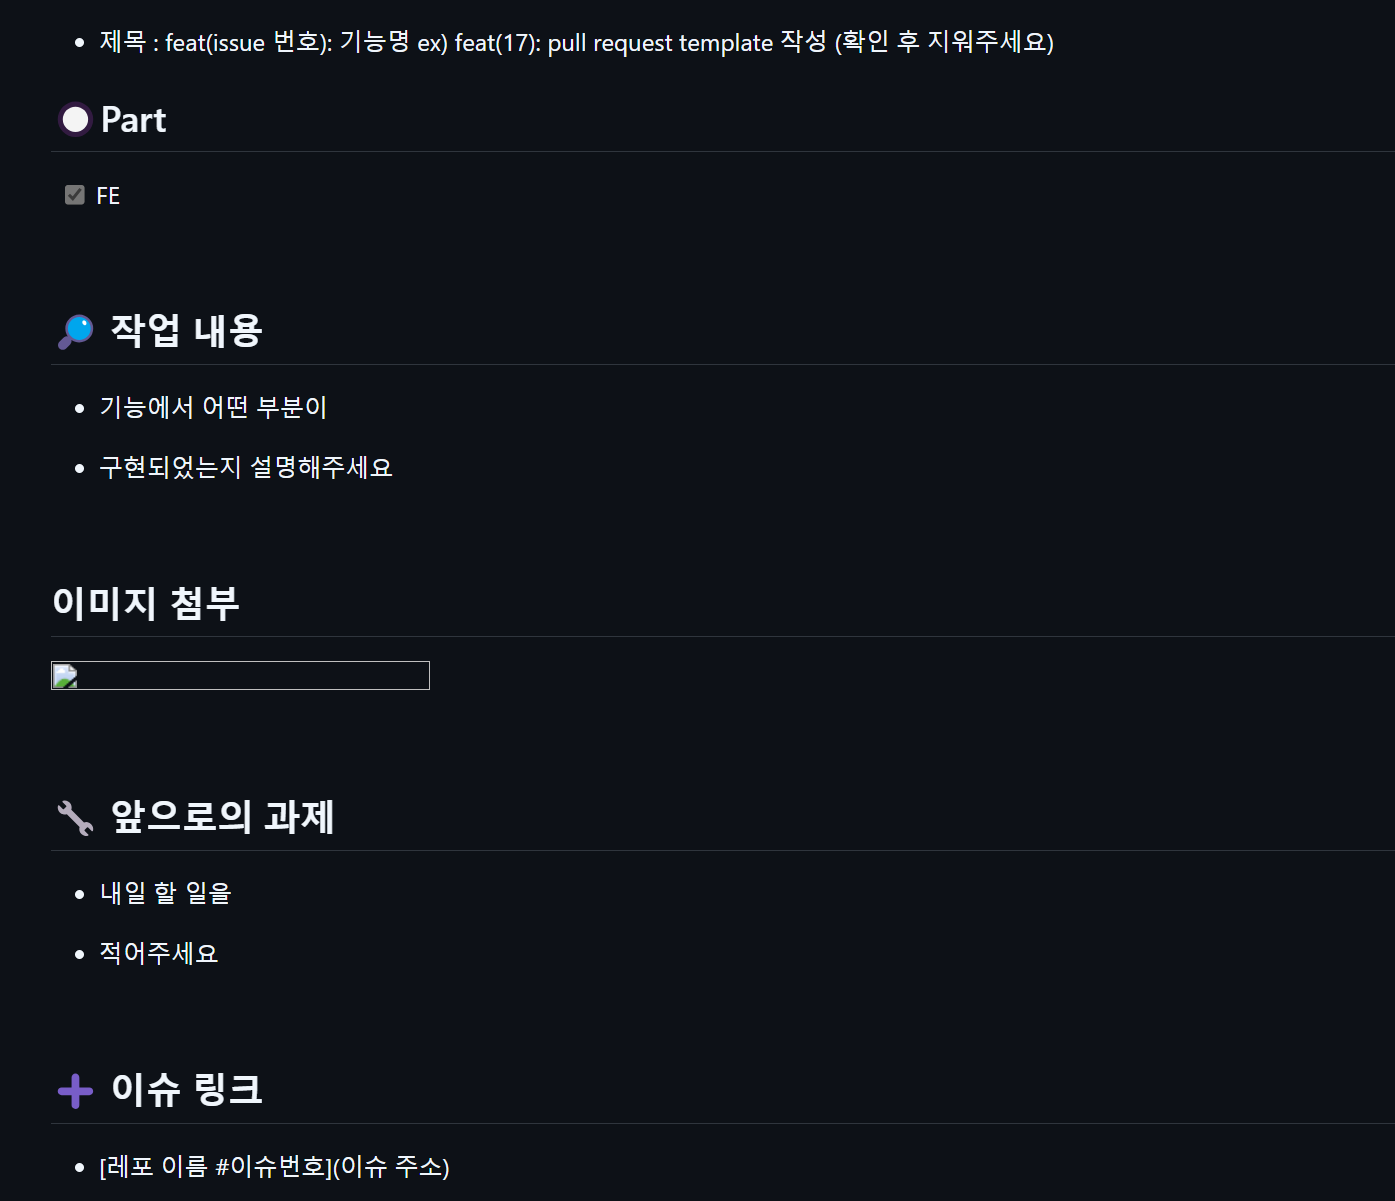 제목 : feat(issue 번호): 기능명 ex) feat(17): pull request template 작성 (확인 후 지워주세요)
Part
FE
작업 내용
기능에서 어떤 부분이
구현되었는지 설명해주세요
이미지 첨부
앞으로의 과제
내일 할 일을
적어주세요
이슈 링크
[레포 이름 #이슈번호](이슈 주소)